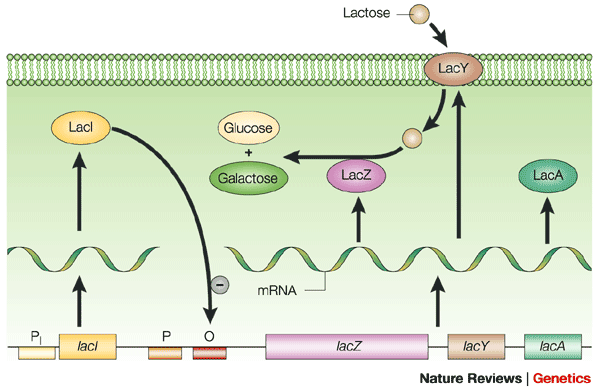 Lactose
LacY
LacI
Glucose
+
Galactose
LacZ
LacA
−
mRNA
PI
lacI
P
O
lacZ
lacY
lacA
Nature Reviews | Genetics